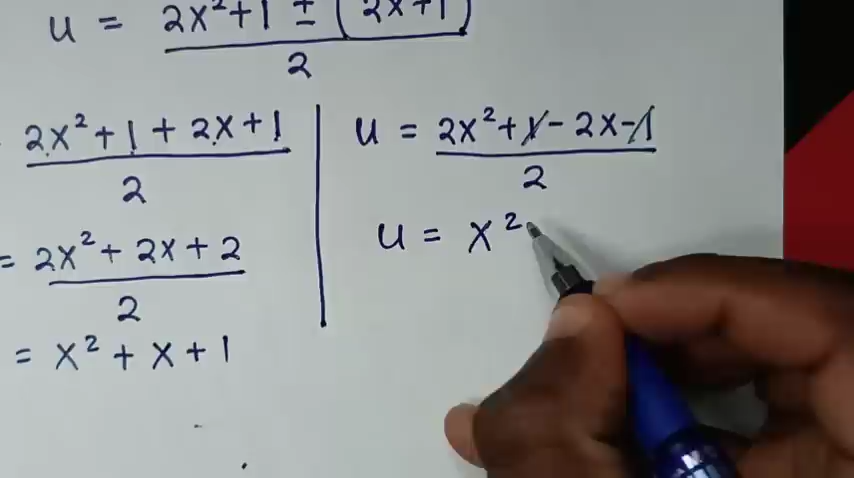 u = 2x²+1 ± (2x+1)
2
2x²+1+2x+1
2
= 2x²+2x+2
2
= x²+x+1
u = 2x²+1-2x-1
2
u = x²